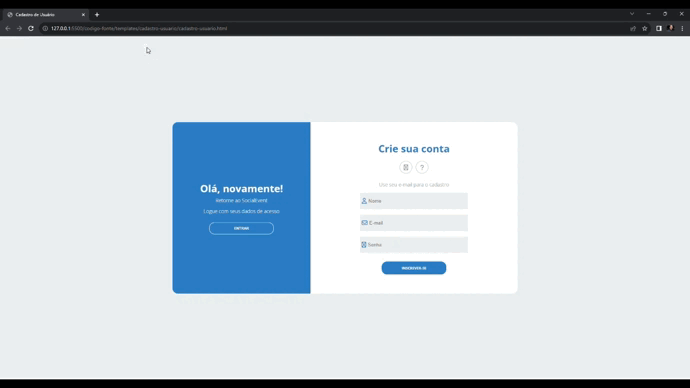 Cadastro de Usuário
127.0.0.1:5500/codigo-fonte/templates/cadastro-usuario/cadastro-usuario.html
Olá, novamente!
Retorne ao SocialEvent
Logue com seus dados de acesso
ENTRAR
Crie sua conta
?
Use seu e-mail para o cadastro
Nome
E-mail
Senha
INSCREVER-SE